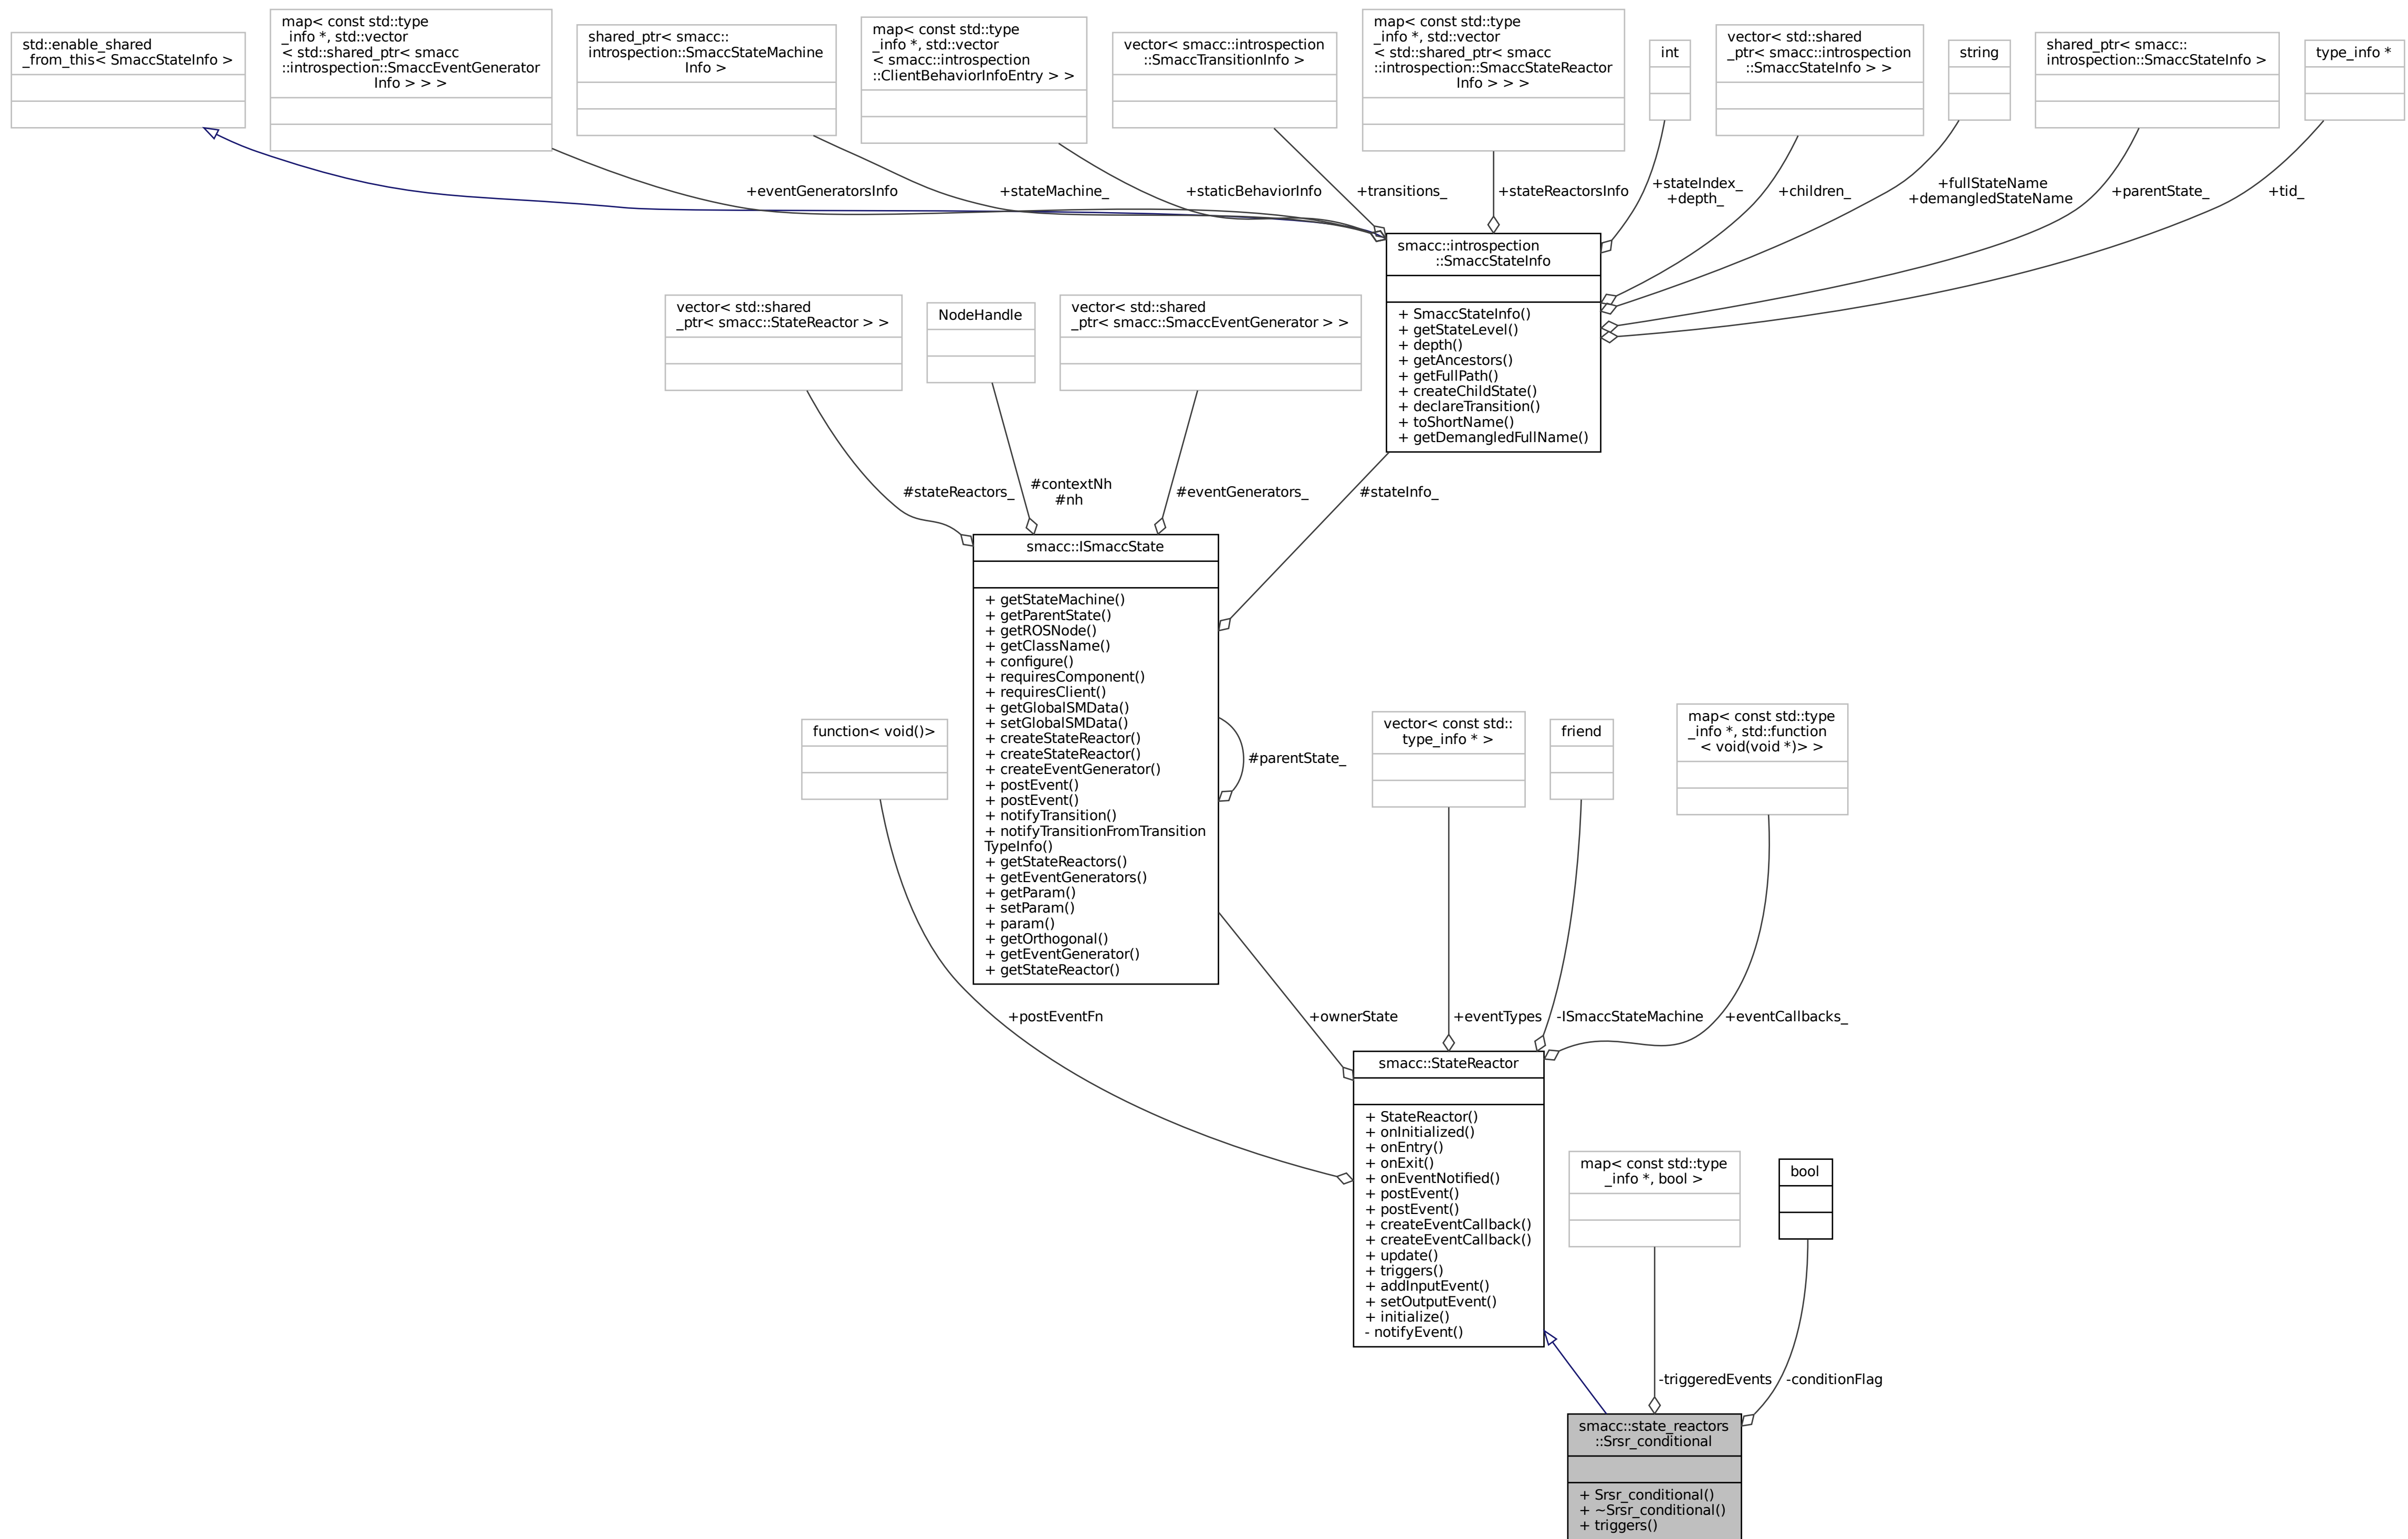 std::enable_shared
_from_this< SmaccStateInfo >
map< const std::type
_info *, std::vector
< std::shared_ptr< smacc
::introspection::SmaccEventGenerator
Info > > >
shared_ptr< smacc::
introspection::SmaccStateMachine
Info >
map< const std::type
_info *, std::vector
< smacc::introspection
::ClientBehaviorInfoEntry > >
vector< smacc::introspection
::SmaccTransitionInfo >
map< const std::type
_info *, std::vector
< std::shared_ptr< smacc
::introspection::SmaccStateReactor
Info > > >
int
vector< std::shared
_ptr< smacc::introspection
::SmaccStateInfo > >
string
shared_ptr< smacc::
introspection::SmaccStateInfo >
type_info *
+eventGeneratorsInfo
+stateMachine_
+staticBehaviorInfo
+transitions_
+stateReactorsInfo
+stateIndex_
+depth_
+children_
+fullStateName
+demangledStateName
+parentState_
+tid_
smacc::introspection
::SmaccStateInfo
+ SmaccStateInfo()
+ getStateLevel()
+ depth()
+ getAncestors()
+ getFullPath()
+ createChildState()
+ declareTransition()
+ toShortName()
+ getDemangledFullName()
vector< std::shared
_ptr< smacc::StateReactor > >
NodeHandle
vector< std::shared
_ptr< smacc::SmaccEventGenerator > >
#stateReactors_
#contextNh
#nh
#eventGenerators_
#stateInfo_
smacc::ISmaccState
+ getStateMachine()
+ getParentState()
+ getROSNode()
+ getClassName()
+ configure()
+ requiresComponent()
+ requiresClient()
+ getGlobalSMData()
+ setGlobalSMData()
+ createStateReactor()
+ createStateReactor()
+ createEventGenerator()
+ postEvent()
+ postEvent()
+ notifyTransition()
+ notifyTransitionFromTransition
TypeInfo()
+ getStateReactors()
+ getEventGenerators()
+ getParam()
+ setParam()
+ param()
+ getOrthogonal()
+ getEventGenerator()
+ getStateReactor()
#parentState_
function< void()>
vector< const std::
type_info * >
friend
map< const std::type
_info *, std::function
< void(void *)> >
+postEventFn
+ownerState
+eventTypes
-ISmaccStateMachine
+eventCallbacks_
smacc::StateReactor
+ StateReactor()
+ onInitialized()
+ onEntry()
+ onExit()
+ onEventNotified()
+ postEvent()
+ postEvent()
+ createEventCallback()
+ createEventCallback()
+ update()
+ triggers()
+ addInputEvent()
+ setOutputEvent()
+ initialize()
- notifyEvent()
map< const std::type
_info *, bool >
bool
-triggeredEvents
-conditionFlag
smacc::state_reactors
::Srsr_conditional
+ Srsr_conditional()
+ ~Srsr_conditional()
+ triggers()